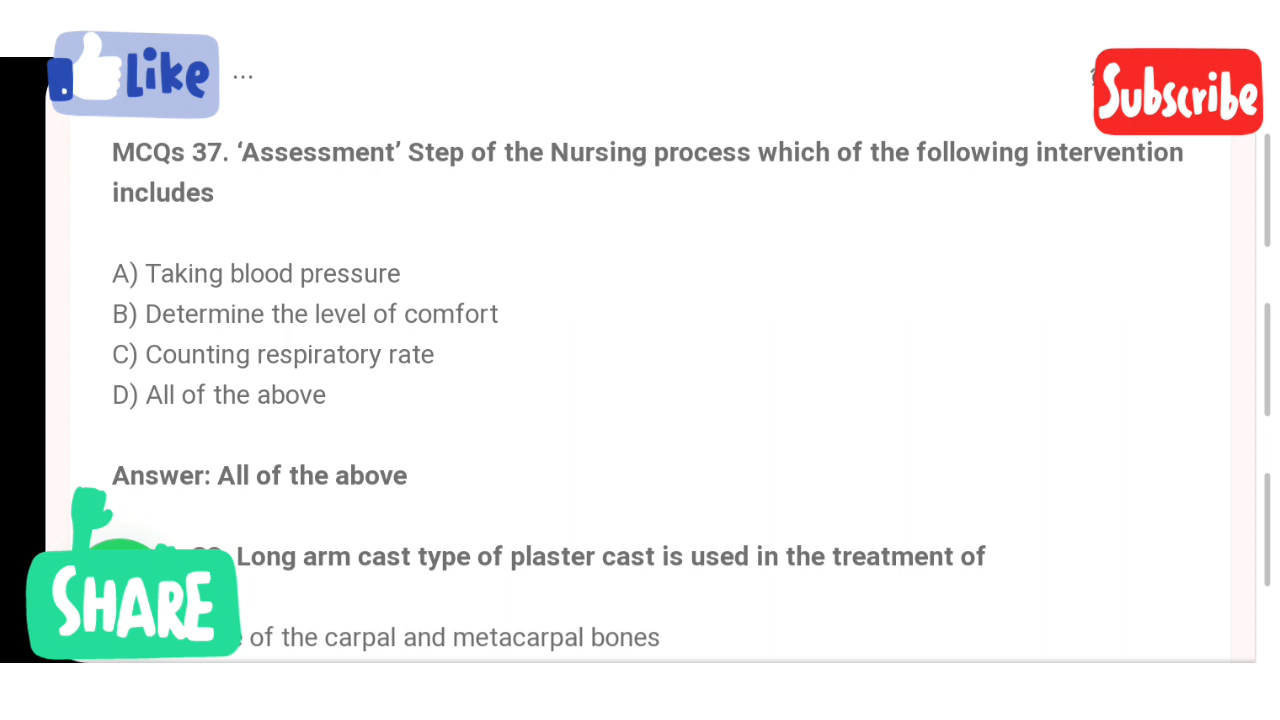 Like ...
Subscribe
MCQs 37. ‘Assessment’ Step of the Nursing process which of the following intervention
includes
A) Taking blood pressure
B) Determine the level of comfort
C) Counting respiratory rate
D) All of the above
Answer: All of the above
Long arm cast type of plaster cast is used in the treatment of
SHARE
of the carpal and metacarpal bones